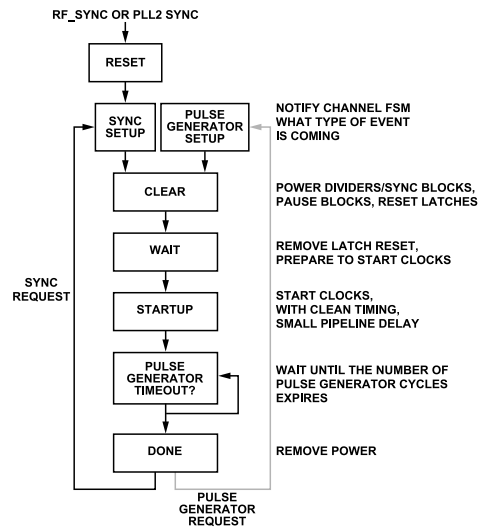 RF_SYNC OR PLL2 SYNC
RESET
SYNC
SETUP
PULSE
GENERATOR
SETUP
NOTIFY CHANNEL FSM
WHAT TYPE OF EVENT
IS COMING
CLEAR
POWER DIVIDERS/SYNC BLOCKS,
PAUSE BLOCKS, RESET LATCHES
WAIT
REMOVE LATCH RESET,
PREPARE TO START CLOCKS
SYNC
REQUEST
STARTUP
START CLOCKS,
WITH CLEAN TIMING,
SMALL PIPELINE DELAY
PULSE
GENERATOR
TIMEOUT?
WAIT UNTIL THE NUMBER OF
PULSE GENERATOR CYCLES
EXPIRES
DONE
REMOVE POWER
PULSE
GENERATOR
REQUEST